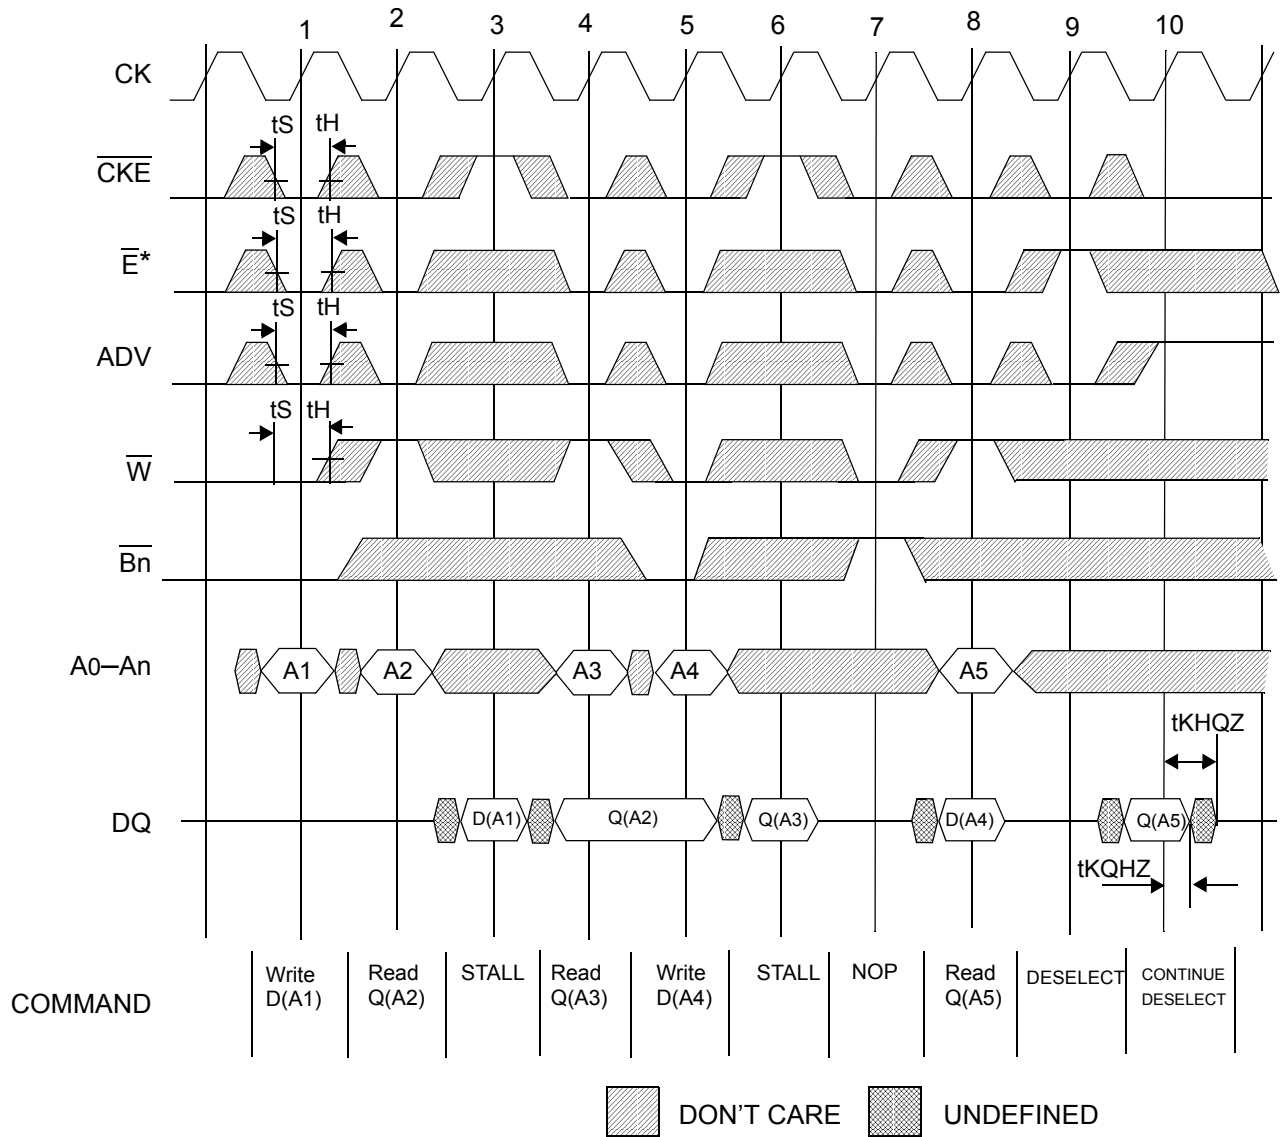 1 2 3 4 5 6 7 8 9 10
CK
tS tH
CKE
tS tH
E*
tS tH
ADV
tS tH
W
Bn
A0–An A1 A2 A3 A4 A5
tKHQZ
DQ D(A1) Q(A2) Q(A3) D(A4) Q(A5)
tKQHZ
COMMAND
Write
D(A1)
Read
Q(A2)
STALL
Read
Q(A3)
Write
D(A4)
STALL
NOP
Read
Q(A5)
DESELECT
CONTINUE
DESELECT
DON'T CARE
UNDEFINED